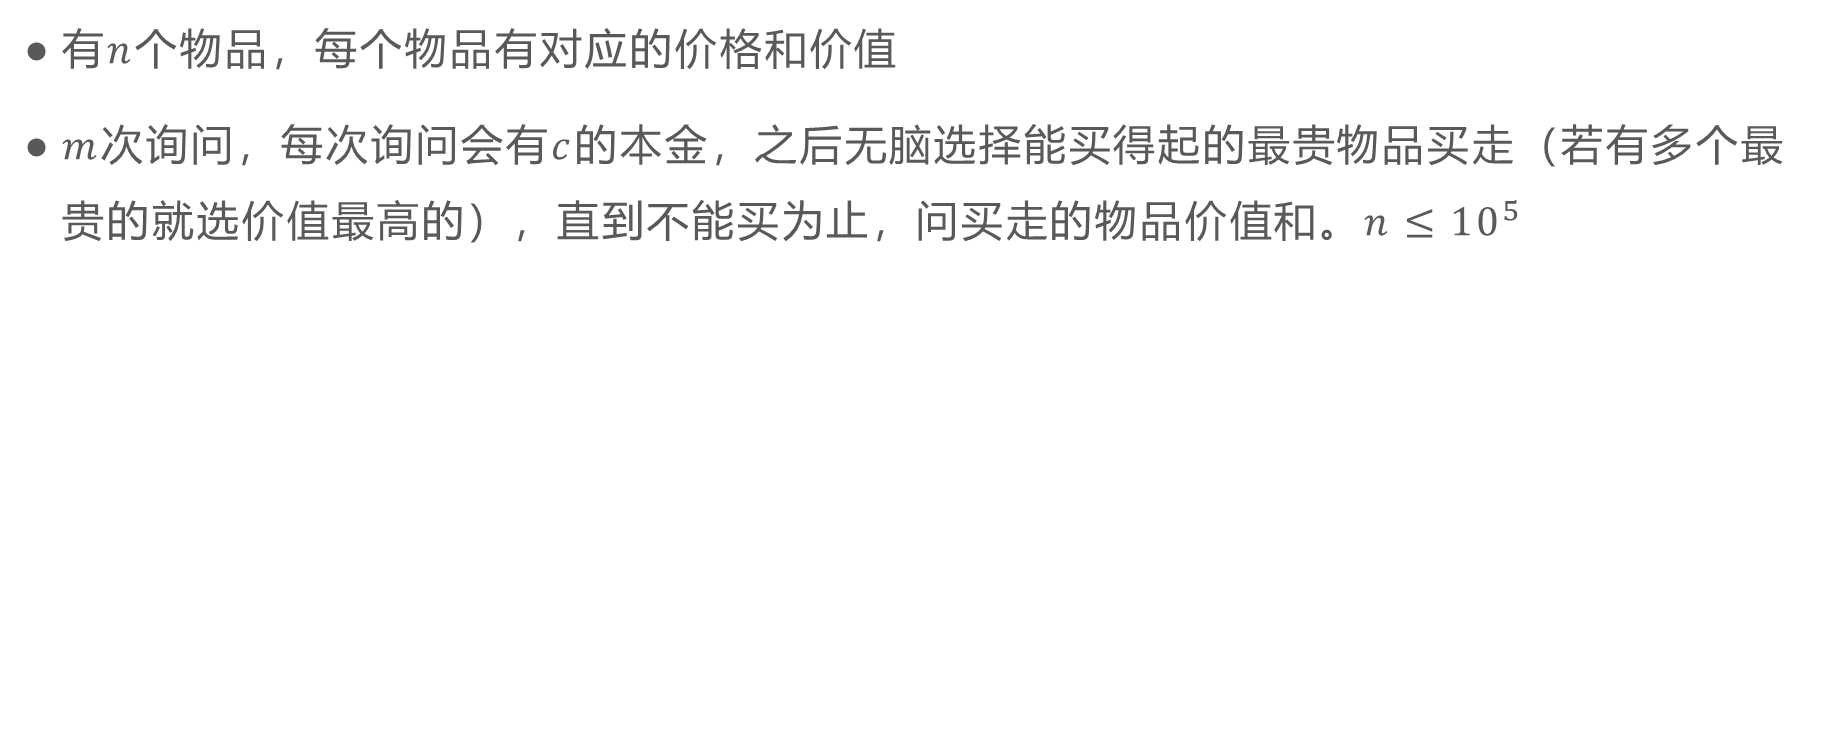 ● 有n个物品，每个物品有对应的价格和价值
● m次询问，每次询问会有c的本金，之后无脑选择能买得起的最贵物品买走（若有多个最
贵的就选价值最高的），直到不能买为止，问买走的物品价值和。n ≤ 10⁵